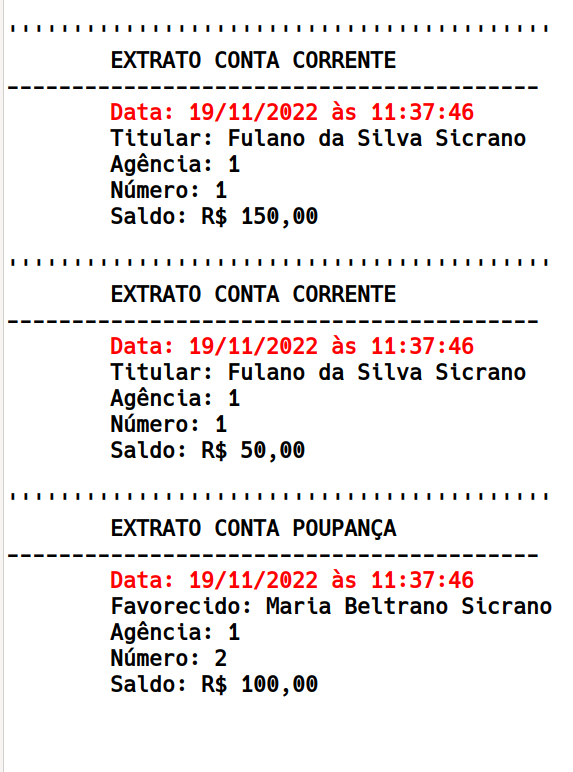 ''''''''''''''''''''''''''''''''''''''''''
EXTRATO CONTA CORRENTE
-----------------------------------------
Data: 19/11/2022 às 11:37:46
Titular: Fulano da Silva Sicrano
Agência: 1
Número: 1
Saldo: R$ 150,00
''''''''''''''''''''''''''''''''''''''''''
EXTRATO CONTA CORRENTE
-----------------------------------------
Data: 19/11/2022 às 11:37:46
Titular: Fulano da Silva Sicrano
Agência: 1
Número: 1
Saldo: R$ 50,00
''''''''''''''''''''''''''''''''''''''''''
EXTRATO CONTA POUPANÇA
-----------------------------------------
Data: 19/11/2022 às 11:37:46
Favorecido: Maria Beltrano Sicrano
Agência: 1
Número: 2
Saldo: R$ 100,00